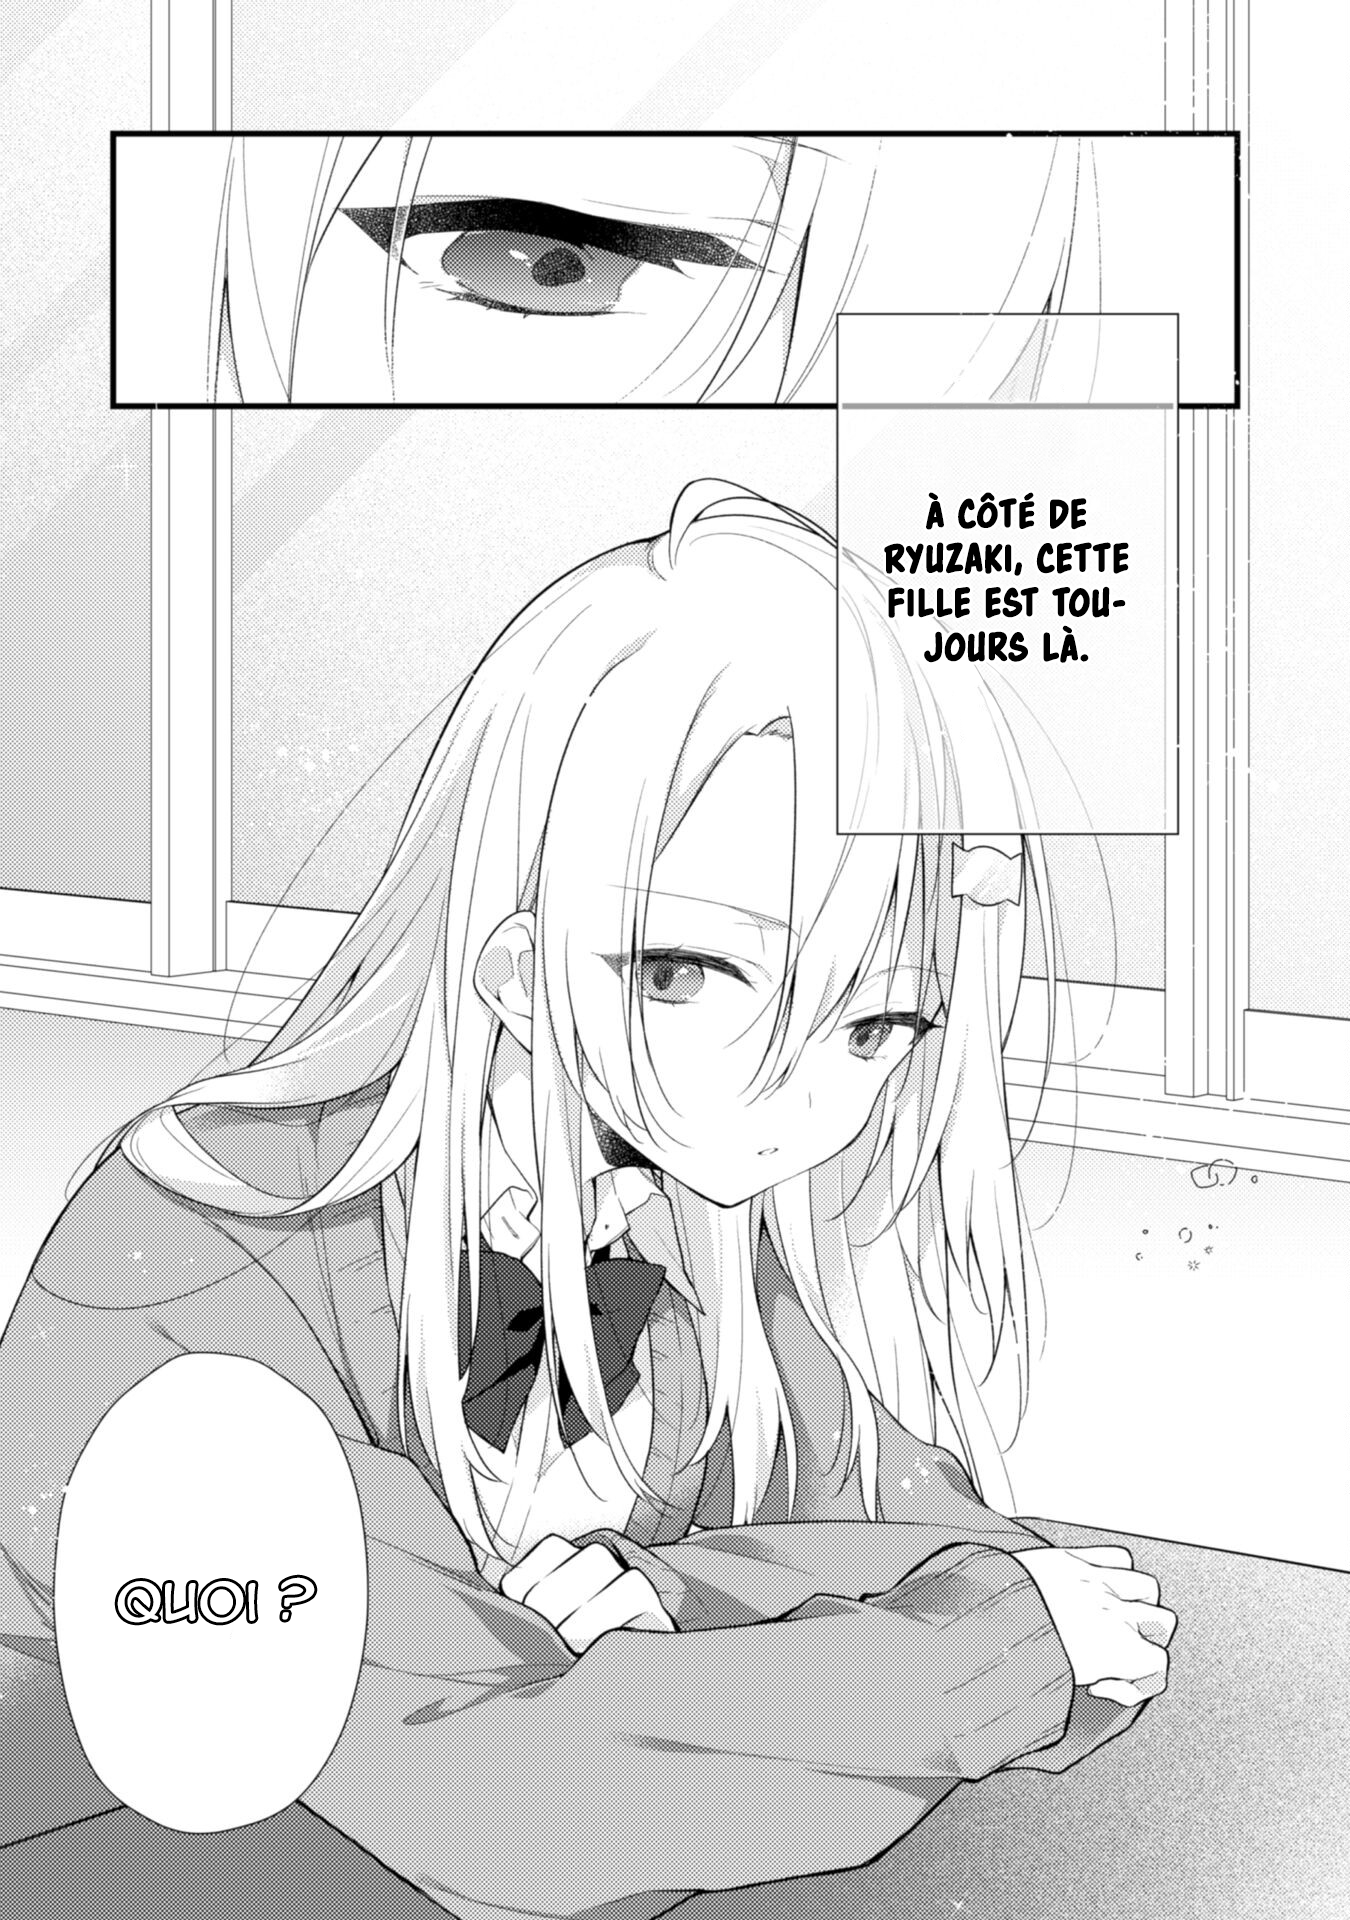 À CÔTÉ DE
RYUZAKI, CETTE
FILLE EST TOU-
JOURS LÀ.
QUOI ?